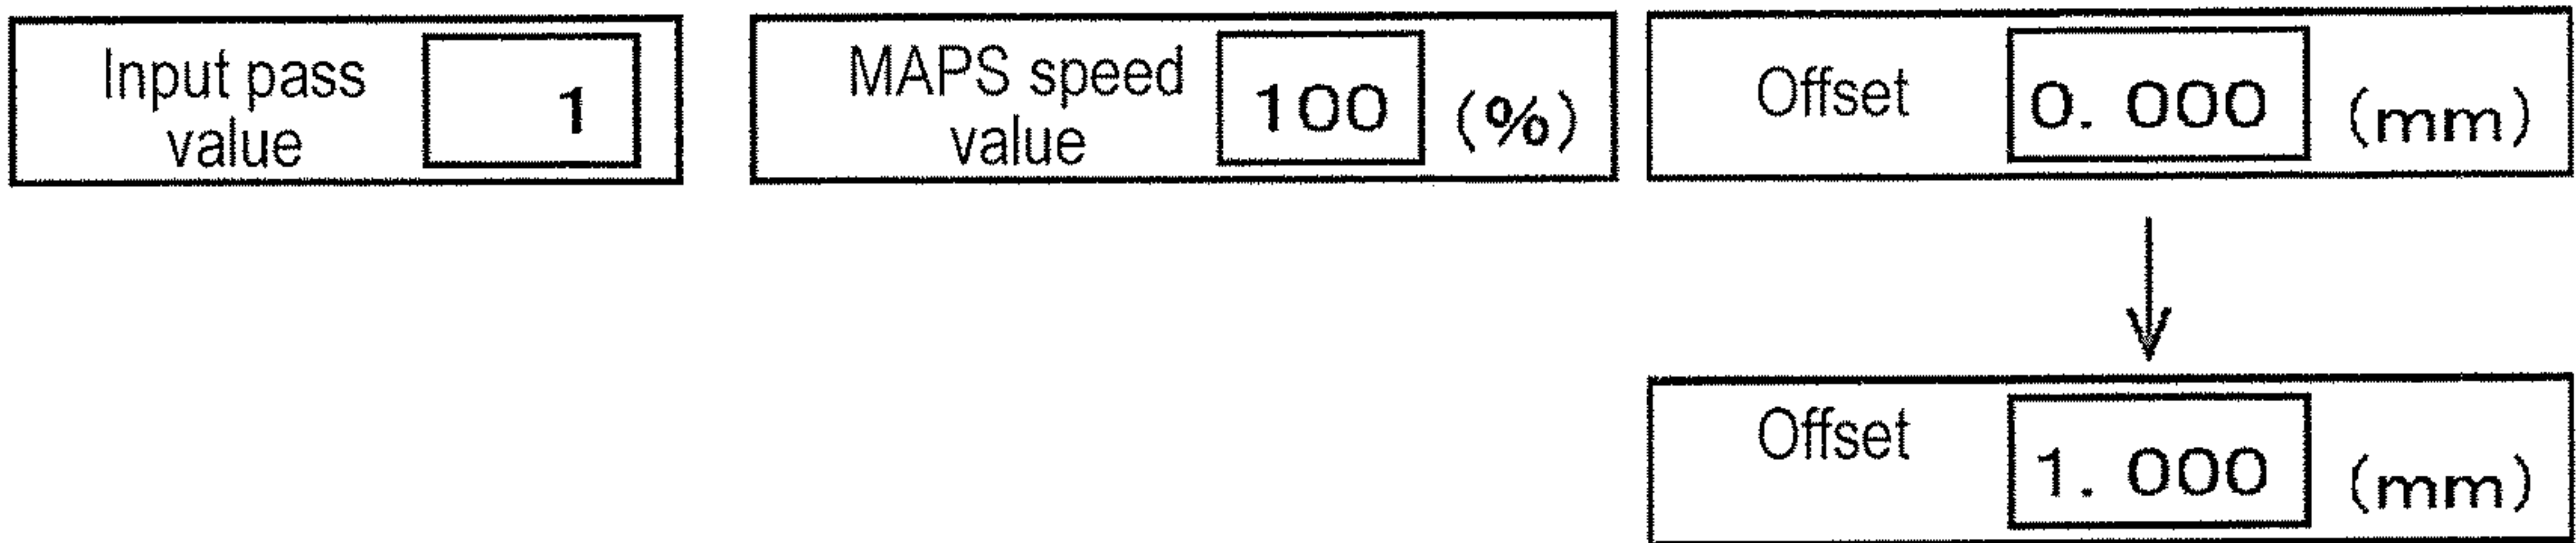 Input pass
value
1
MAPS speed
value
100 (%)
Offset 0.000 (mm)
Offset 1.000 (mm)